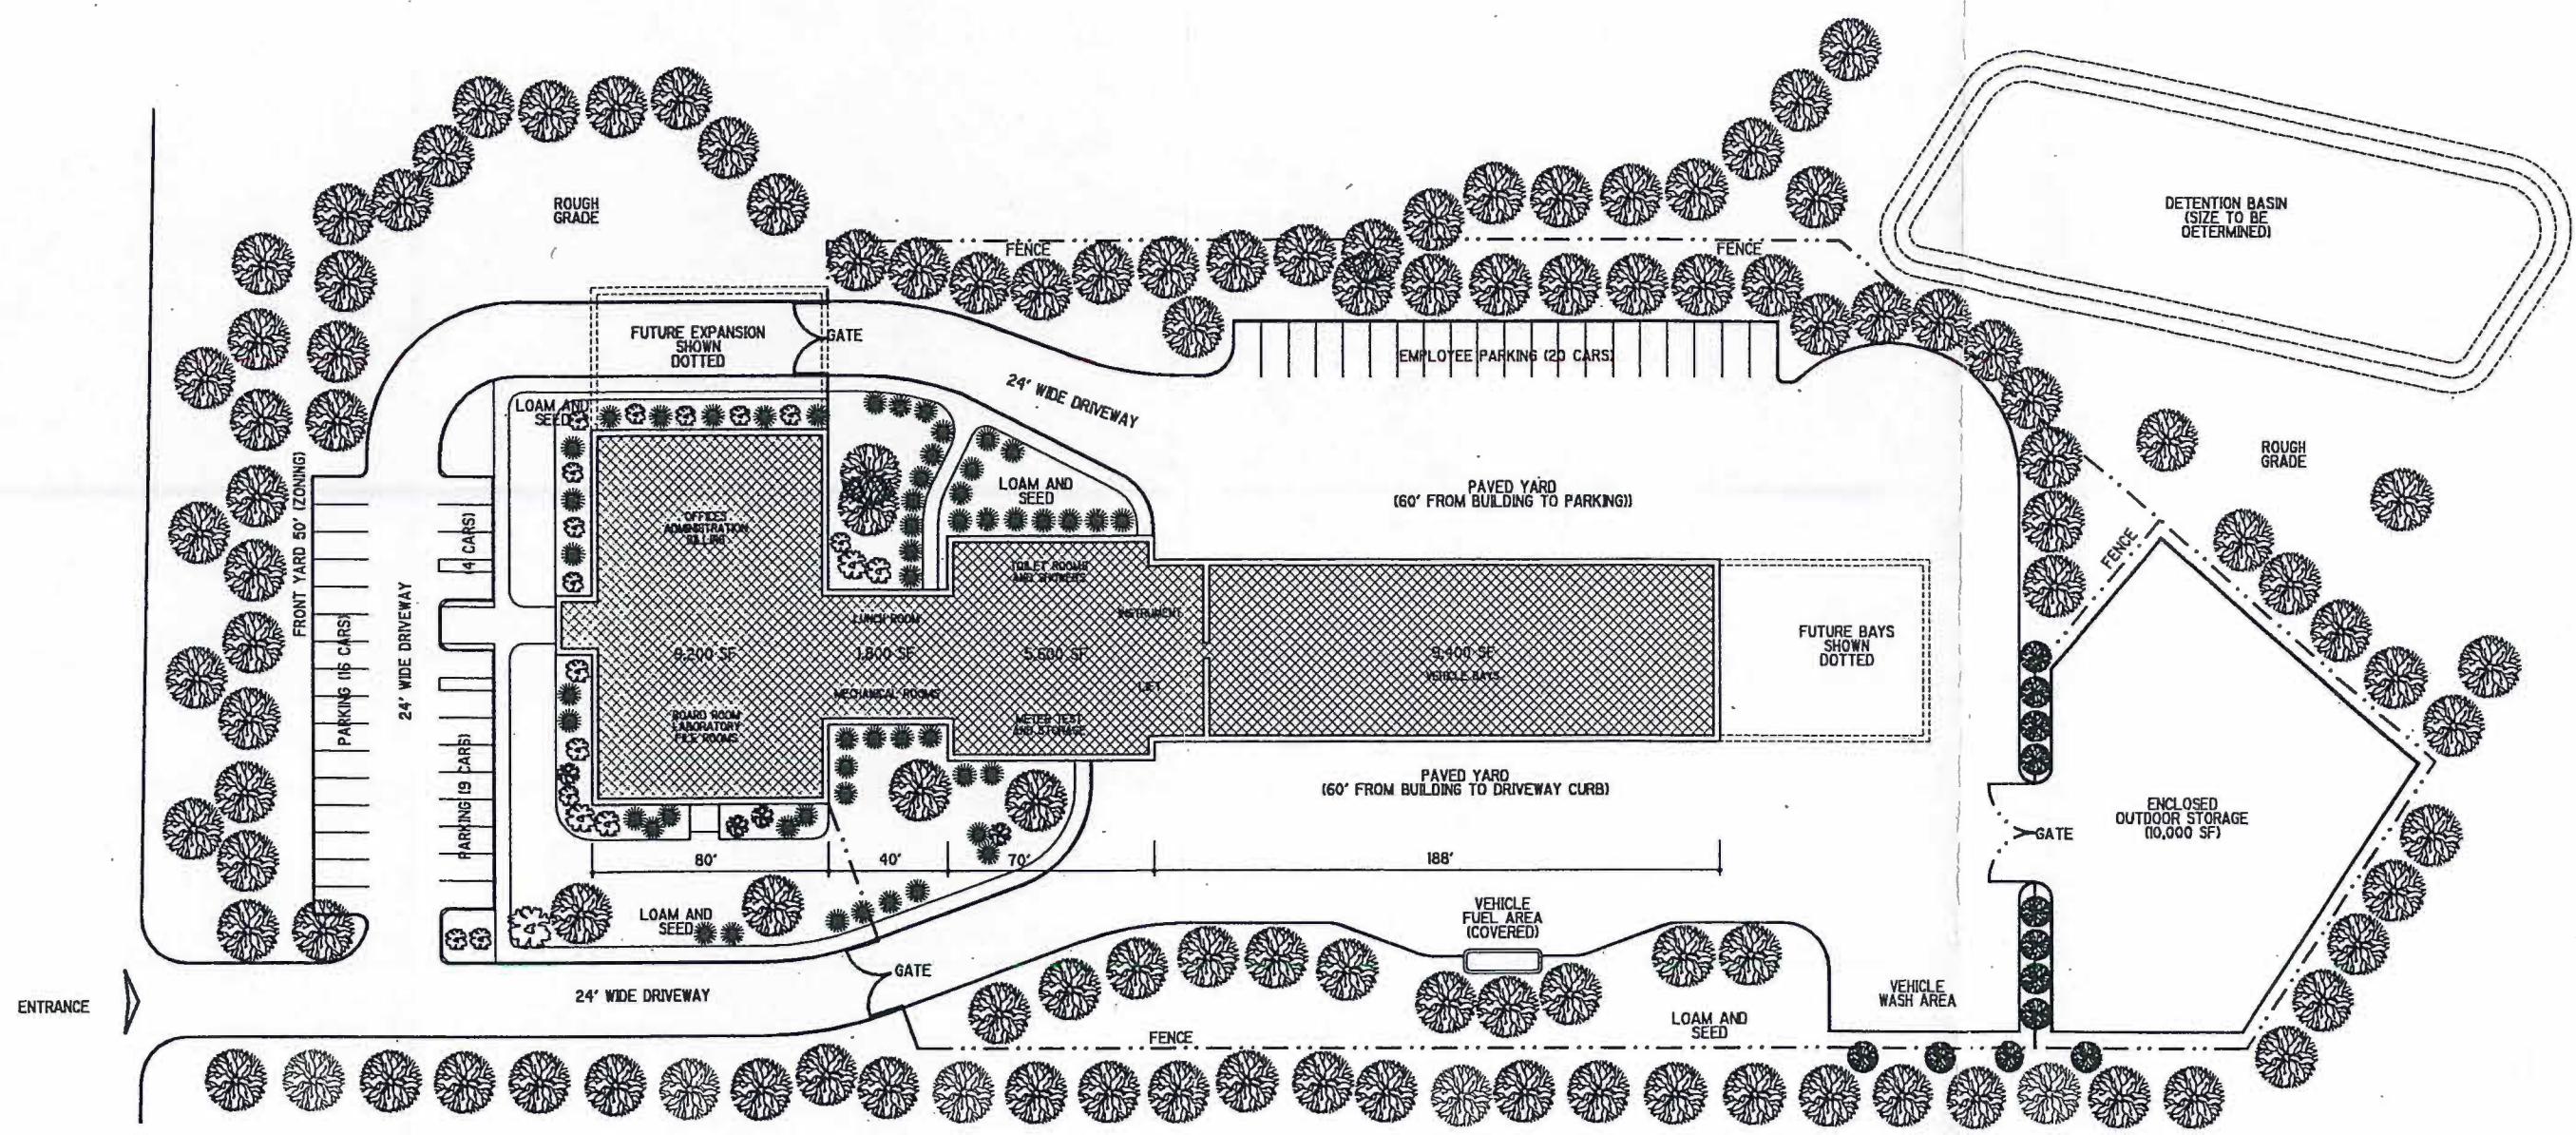 ROUGH
GRADE
DETENTION BASIN
(SIZE TO BE
DETERMINED)
FENCE
FENCE
FUTURE EXPANSION
SHOWN
DOTTED
GATE
EMPLOYEE PARKING (20 CARS)
24' WIDE DRIVEWAY
LOAM AND
SEED
ROUGH
GRADE
FRONT YARD 50' (ZONING)
LOAM AND
SEED
PAVED YARD
(60' FROM BUILDING TO PARKING))
OFFICES
ADMINISTRATION
BILLING
(4 CARS)
FENCE
TOILET ROOMS
AND SHOWERS
INSTRUMENT
LUNCH ROOM
PARKING (16 CARS)
24' WIDE DRIVEWAY
FUTURE BAYS
SHOWN
DOTTED
1,800 SF
5,600 SF
9,400 SF
VEHICLE BAYS
LIFT
MECHANICAL ROOMS
BOARD ROOM
LABORATORY
FILE ROOMS
METER TEST
AND STORAGE
PARKING (9 CARS)
PAVED YARD
(60' FROM BUILDING TO DRIVEWAY CURB)
ENCLOSED
OUTDOOR STORAGE
(10,000 SF)
GATE
80'
40'
70'
188'
LOAM AND
SEED
VEHICLE
FUEL AREA
(COVERED)
GATE
24' WIDE DRIVEWAY
VEHICLE
WASH AREA
ENTRANCE
LOAM AND
SEED
FENCE